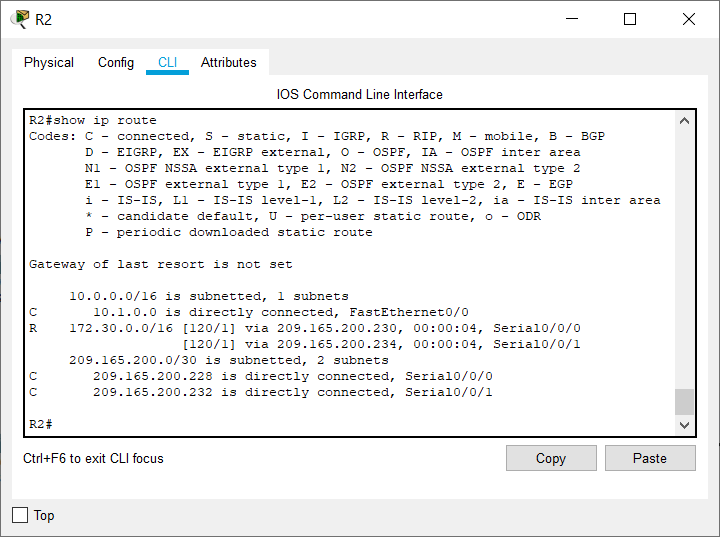 R2
Physical Config CLI Attributes
IOS Command Line Interface
R2#show ip route
Codes: C - connected, S - static, I - IGRP, R - RIP, M - mobile, B - BGP
       D - EIGRP, EX - EIGRP external, O - OSPF, IA - OSPF inter area
       N1 - OSPF NSSA external type 1, N2 - OSPF NSSA external type 2
       E1 - OSPF external type 1, E2 - OSPF external type 2, E - EGP
       i - IS-IS, L1 - IS-IS level-1, L2 - IS-IS level-2, ia - IS-IS inter area
       * - candidate default, U - per-user static route, o - ODR
       P - periodic downloaded static route
Gateway of last resort is not set
     10.0.0.0/16 is subnetted, 1 subnets
C       10.1.0.0 is directly connected, FastEthernet0/0
R    172.30.0.0/16 [120/1] via 209.165.200.230, 00:00:04, Serial0/0/0
                   [120/1] via 209.165.200.234, 00:00:04, Serial0/0/1
     209.165.200.0/30 is subnetted, 2 subnets
C       209.165.200.228 is directly connected, Serial0/0/0
C       209.165.200.232 is directly connected, Serial0/0/1
R2#
Ctrl+F6 to exit CLI focus
Copy
Paste
Top